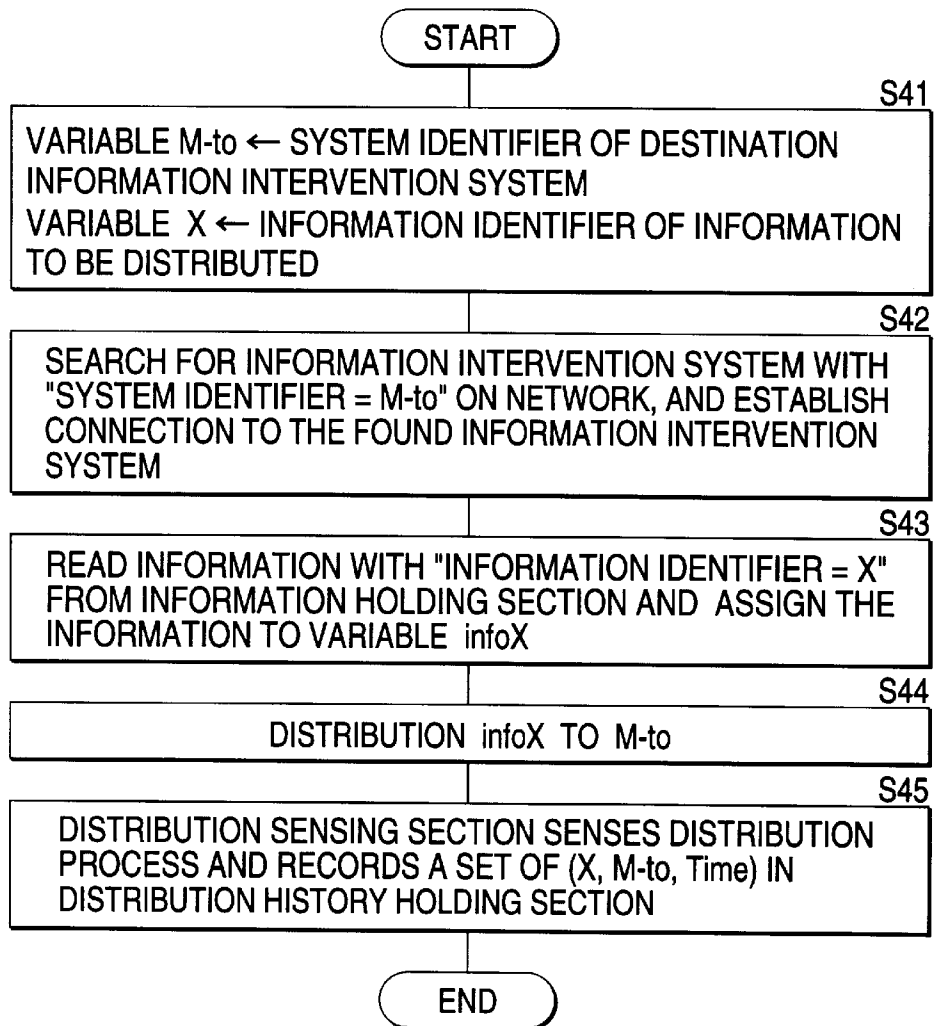 START
S41
VARIABLE M-to ← SYSTEM IDENTIFIER OF DESTINATION
INFORMATION INTERVENTION SYSTEM
VARIABLE X ← INFORMATION IDENTIFIER OF INFORMATION
TO BE DISTRIBUTED
S42
SEARCH FOR INFORMATION INTERVENTION SYSTEM WITH
"SYSTEM IDENTIFIER = M-to" ON NETWORK, AND ESTABLISH
CONNECTION TO THE FOUND INFORMATION INTERVENTION
SYSTEM
S43
READ INFORMATION WITH "INFORMATION IDENTIFIER = X"
FROM INFORMATION HOLDING SECTION AND ASSIGN THE
INFORMATION TO VARIABLE infoX
S44
DISTRIBUTION infoX TO M-to
S45
DISTRIBUTION SENSING SECTION SENSES DISTRIBUTION
PROCESS AND RECORDS A SET OF (X, M-to, Time) IN
DISTRIBUTION HISTORY HOLDING SECTION
END